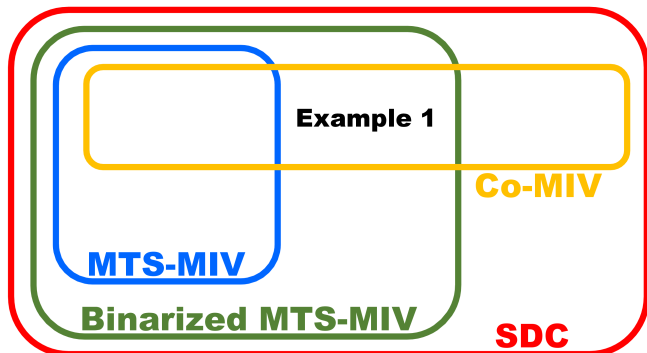 Example 1
Co-MIV
MTS-MIV
Binarized MTS-MIV
SDC